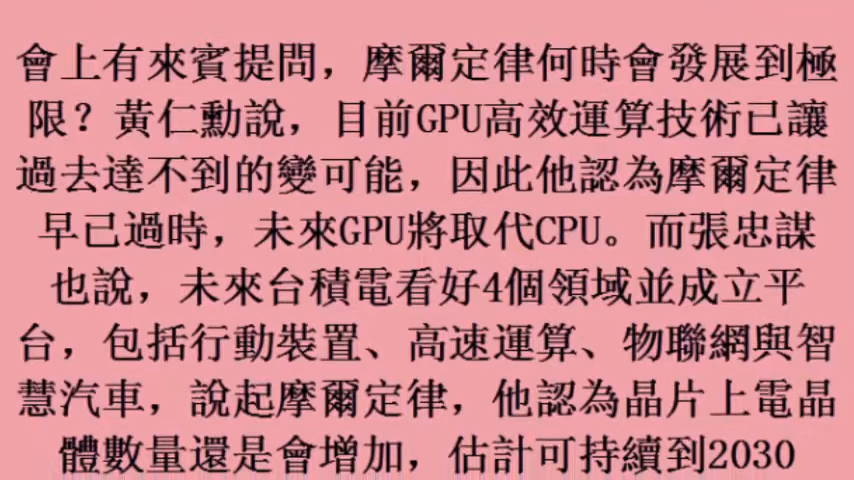 會上有來賓提問，摩爾定律何時會發展到極
限？黃仁勳說，目前GPU高效運算技術已讓
過去達不到的變可能，因此他認為摩爾定律
早已過時，未來GPU將取代CPU。而張忠謀
也說，未來台積電看好4個領域並成立平
台，包括行動裝置、高速運算、物聯網與智
慧汽車，說起摩爾定律，他認為晶片上電晶
體數量還是會增加，估計可持續到2030